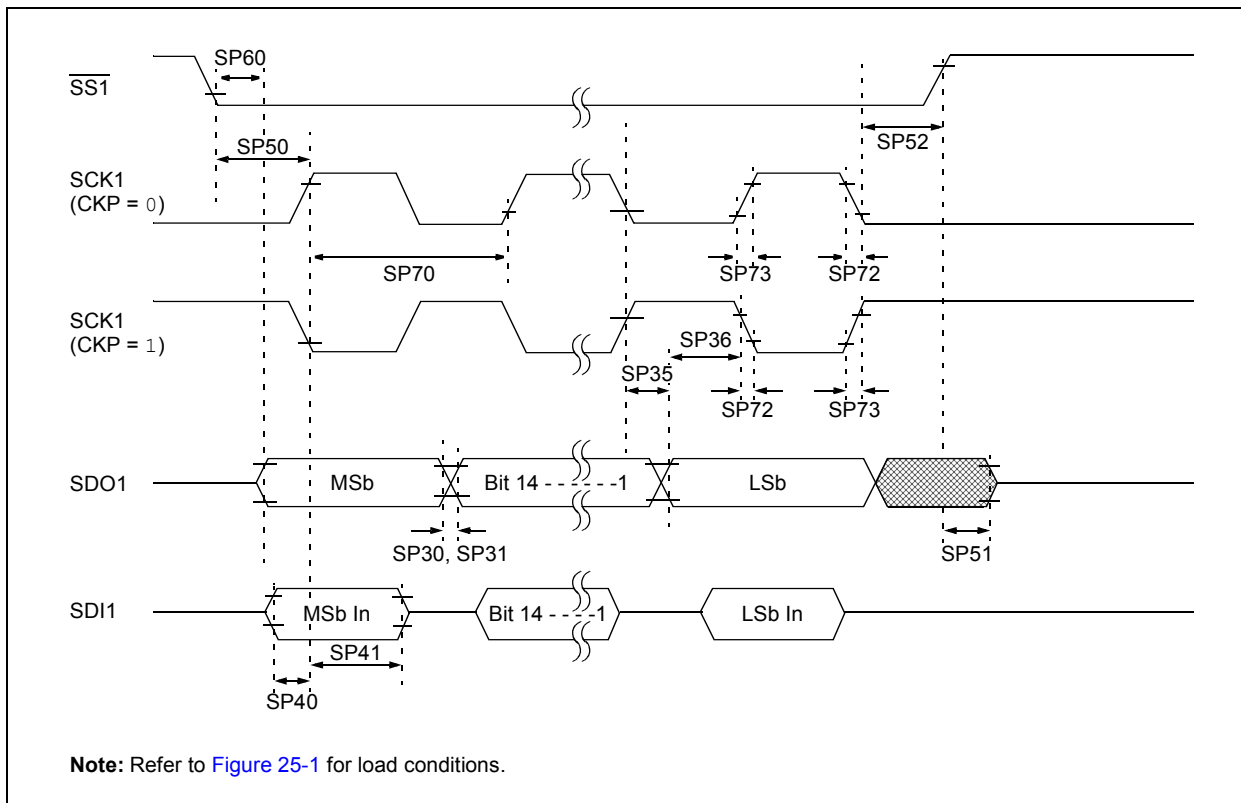 SP60
SS1
SP50
SP52
SCK1
(CKP = 0)
SP70
SP73
SP72
SCK1
(CKP = 1)
SP36
SP35
SP72
SP73
SDO1
MSb
Bit 14 - - - - - -1
LSb
SP30, SP31
SP51
SDI1
MSb In
Bit 14 - - - - -1
LSb In
SP41
SP40
Note: Refer to Figure 25-1 for load conditions.